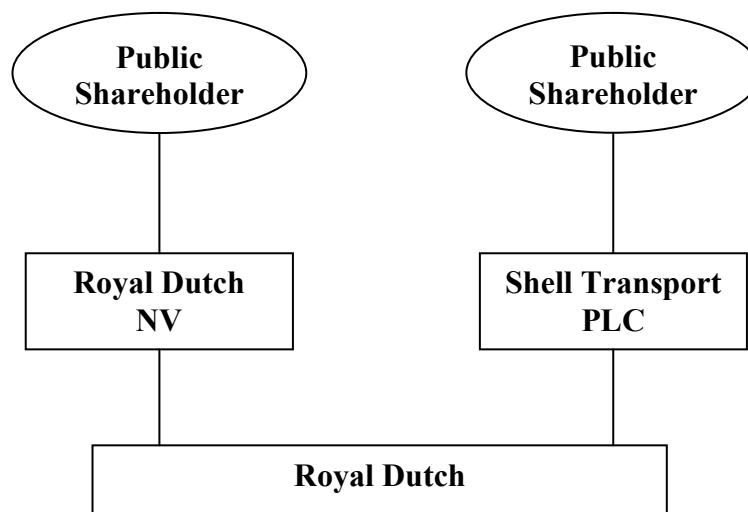 Public
Shareholder
Public
Shareholder
Royal Dutch
NV
Shell Transport
PLC
Royal Dutch